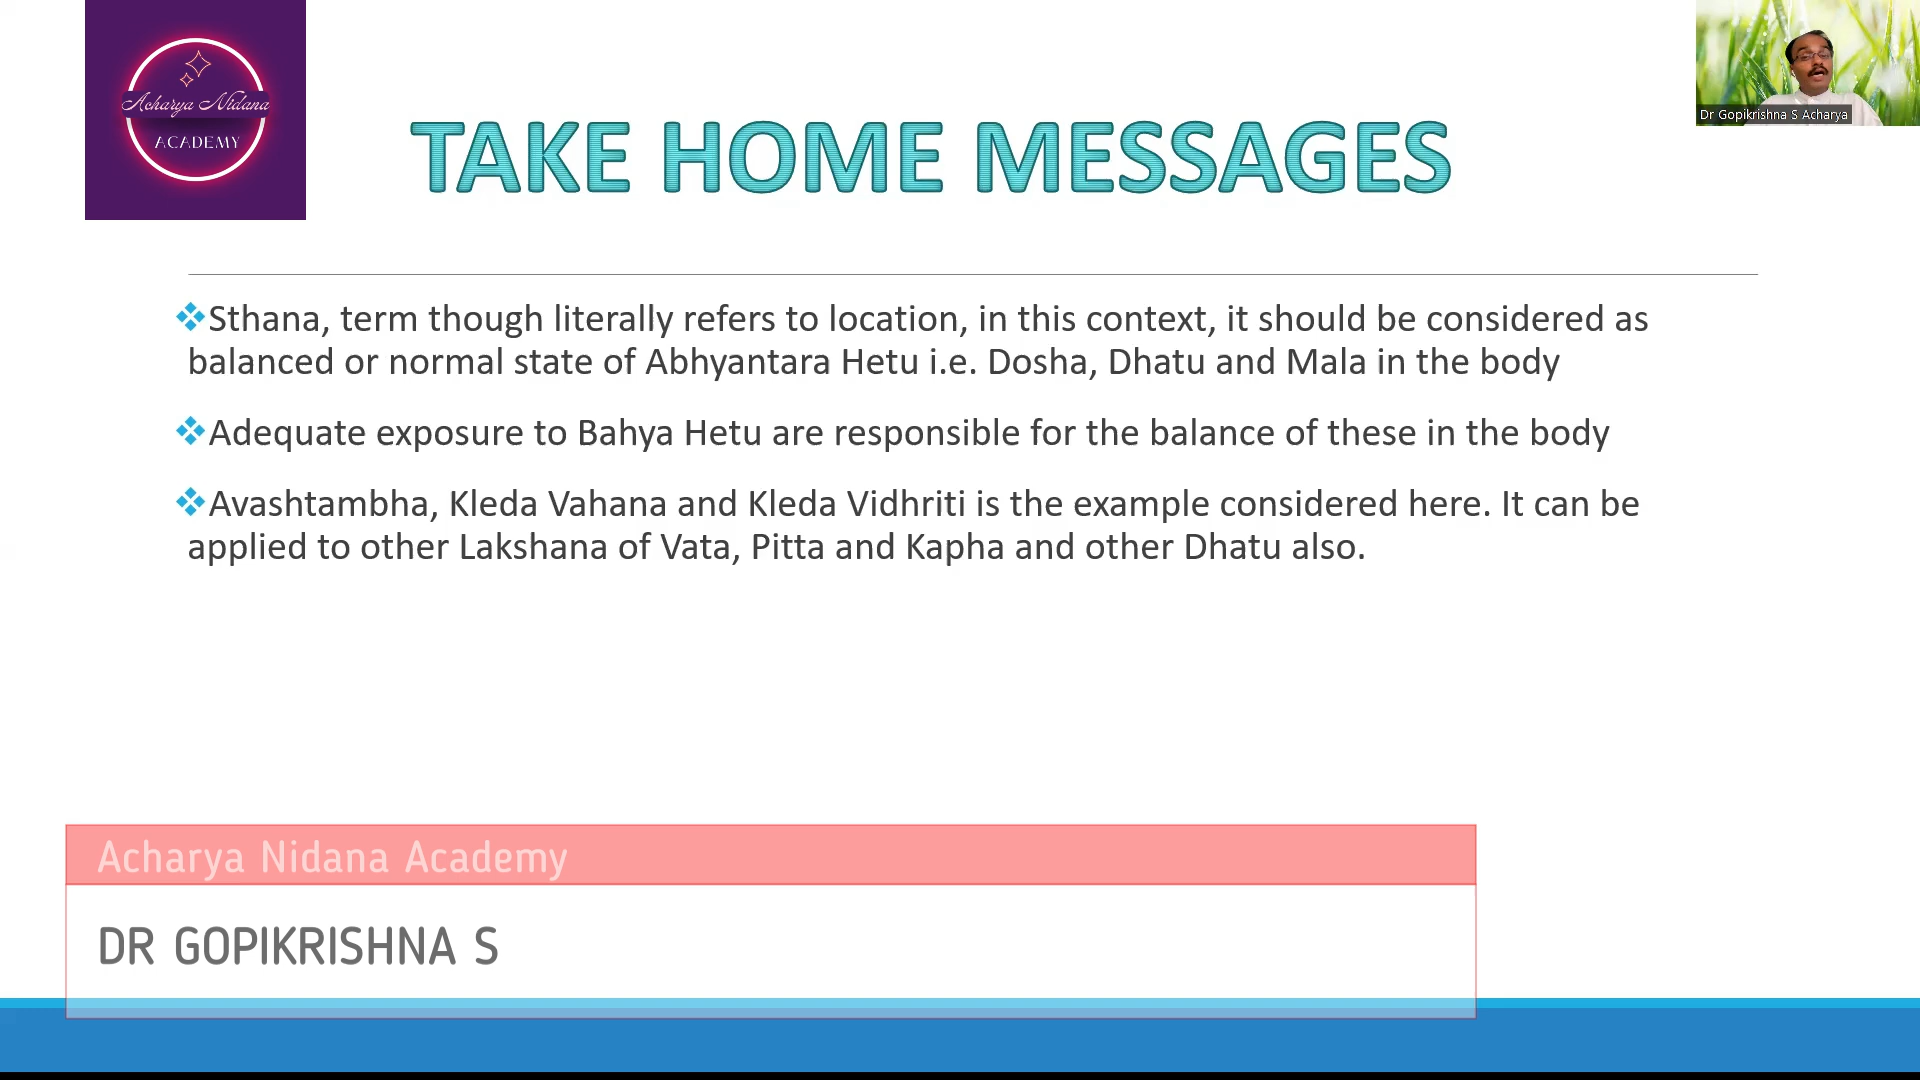 Acharya Nidana
ACADEMY
Dr Gopikrishna S Acharya
TAKE HOME MESSAGES
Sthana, term though literally refers to location, in this context, it should be considered as
balanced or normal state of Abhyantara Hetu i.e. Dosha, Dhatu and Mala in the body
Adequate exposure to Bahya Hetu are responsible for the balance of these in the body
Avashtambha, Kleda Vahana and Kleda Vidhriti is the example considered here. It can be
applied to other Lakshana of Vata, Pitta and Kapha and other Dhatu also.
Acharya Nidana Academy
DR GOPIKRISHNA S